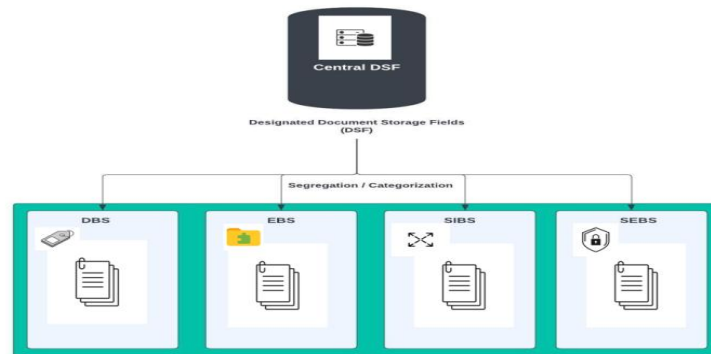 Central DSF
Designated Document Storage Fields
(DSF)
Segregation / Categorization
DBS
EBS
SIBS
SEBS